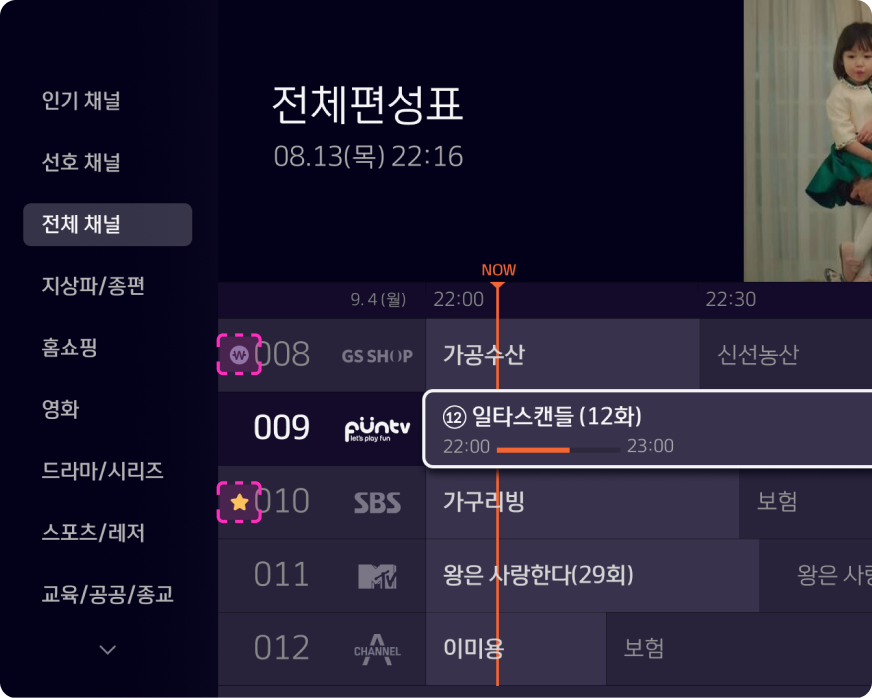 인기 채널
선호 채널
전체 채널
지상파/종편
홈쇼핑
영화
드라마/시리즈
스포츠/레저
교육/공공/종교
전체편성표
08.13(목) 22:16
NOW
9. 4 (월) 22:00 22:30
W 008 GS SHOP 가공수산 신선농산
009 funtv let's play fun ⑫ 일타스캔들 (12화)
22:00 23:00
010 SBS 가구리빙 보험
011 MTV 왕은 사랑한다(29회) 왕은 사랑
012 CHANNEL A 이미용 보험